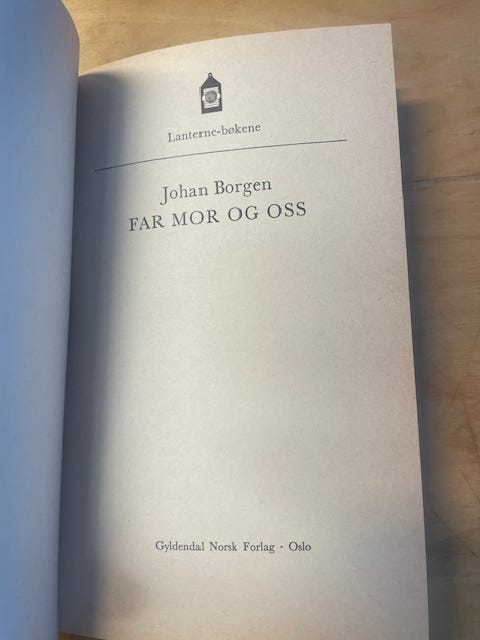 Lanterne-bøkene
Johan Borgen
FAR MOR OG OSS
Gyldendal Norsk Forlag · Oslo